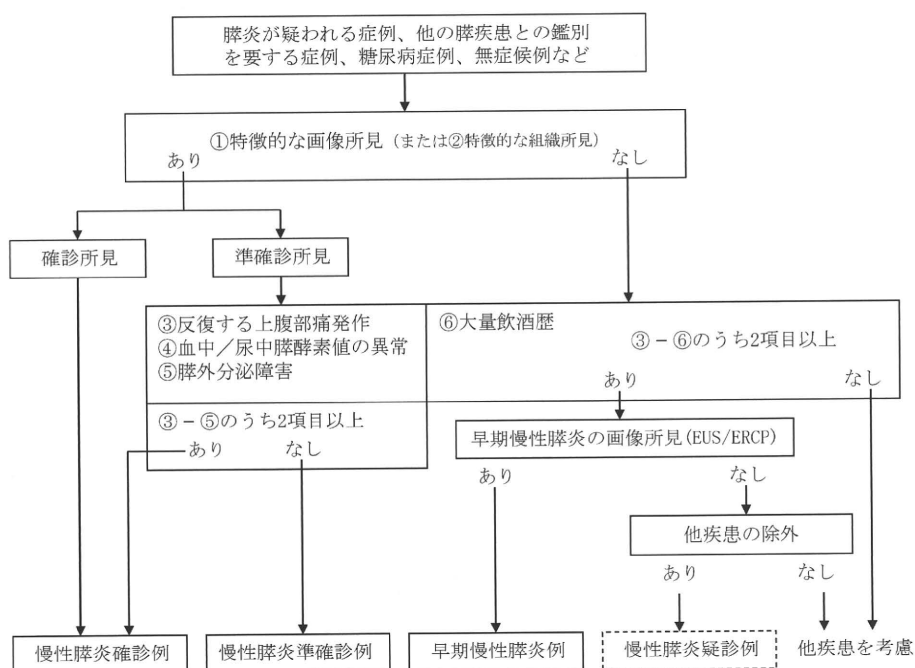 膵炎が疑われる症例、他の膵疾患との鑑別
を要する症例、糖尿病症例、無症候例など
①特徴的な画像所見（または②特徴的な組織所見）
あり
なし
確診所見
準確診所見
③反復する上腹部痛発作
④血中／尿中膵酵素値の異常
⑤膵外分泌障害
⑥大量飲酒歴
③－⑥のうち2項目以上
あり
なし
③－⑤のうち2項目以上
あり
なし
早期慢性膵炎の画像所見(EUS/ERCP)
あり
なし
他疾患の除外
あり
なし
慢性膵炎確診例
慢性膵炎準確診例
早期慢性膵炎例
慢性膵炎疑診例
他疾患を考慮